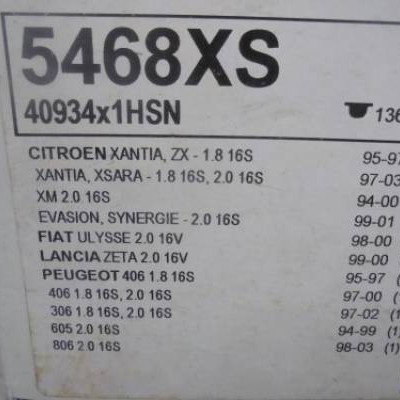 5468XS
40934x1HSN 136
CITROEN XANTIA, ZX - 1.8 16S 95-97
XANTIA, XSARA - 1.8 16S, 2.0 16S 97-03
XM 2.0 16S 94-00
EVASION, SYNERGIE - 2.0 16S 99-01
FIAT ULYSSE 2.0 16V 98-00
LANCIA ZETA 2.0 16V 99-00
PEUGEOT 406 1.8 16S 95-97 (
406 1.8 16S, 2.0 16S 97-00 (1
306 1.8 16S, 2.0 16S 97-02 (1
605 2.0 16S 94-99 (1)
806 2.0 16S 98-03 (1)